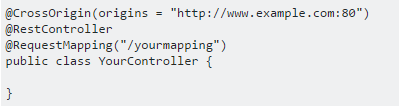 @CrossOrigin(origins = "http://www.example.com:80")
@RestController
@RequestMapping("/yourmapping")
public class YourController {
}